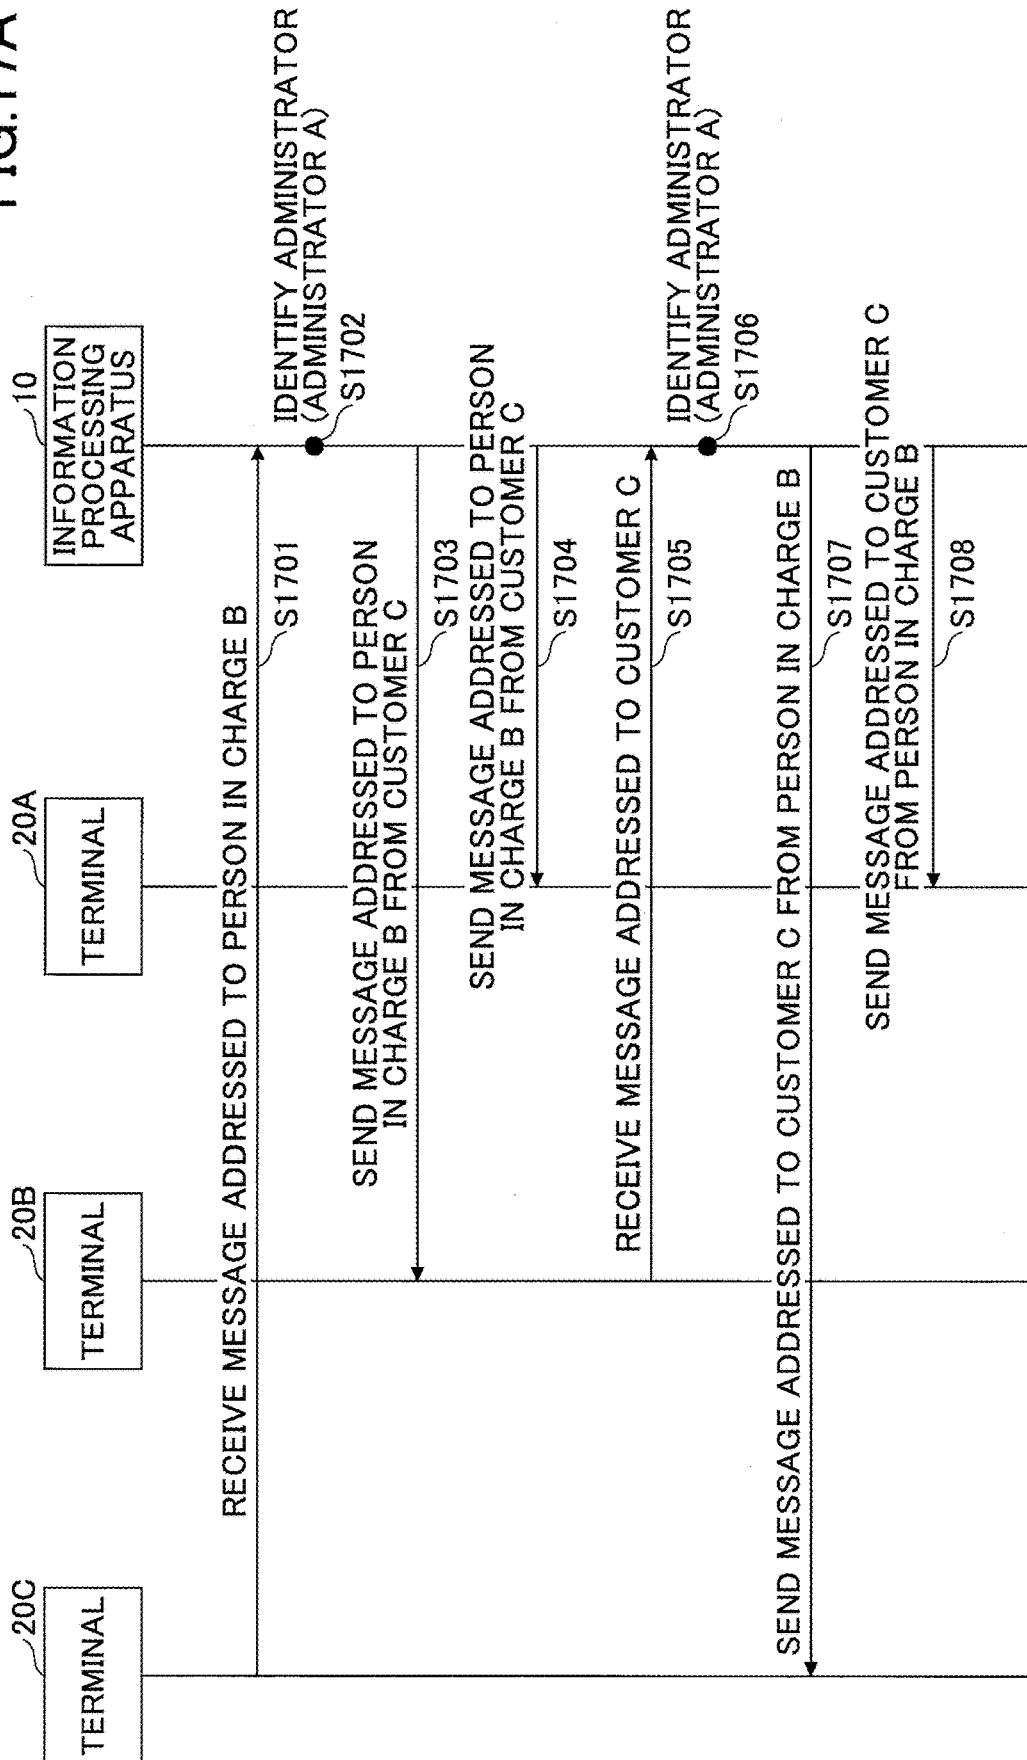 FIG.17A
20C
TERMINAL
20B
TERMINAL
20A
TERMINAL
10
INFORMATION
PROCESSING
APPARATUS
RECEIVE MESSAGE ADDRESSED TO PERSON IN CHARGE B
S1701
IDENTIFY ADMINISTRATOR
(ADMINISTRATOR A)
S1702
SEND MESSAGE ADDRESSED TO PERSON
IN CHARGE B FROM CUSTOMER C
S1703
SEND MESSAGE ADDRESSED TO PERSON
IN CHARGE B FROM CUSTOMER C
S1704
RECEIVE MESSAGE ADDRESSED TO CUSTOMER C
S1705
IDENTIFY ADMINISTRATOR
(ADMINISTRATOR A)
S1706
SEND MESSAGE ADDRESSED TO CUSTOMER C FROM PERSON IN CHARGE B
S1707
SEND MESSAGE ADDRESSED TO CUSTOMER C
FROM PERSON IN CHARGE B
S1708